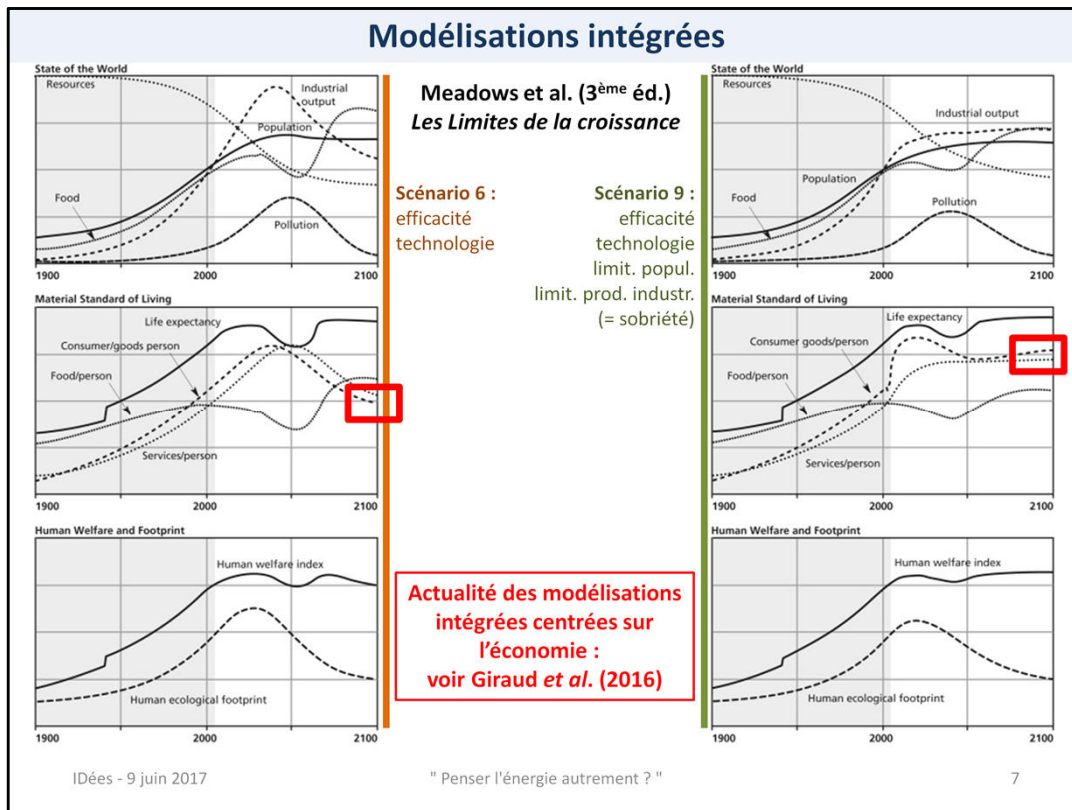 Modélisations intégrées
State of the World
Resources
Industrial
output
Population
Food
Pollution
1900
2000
2100
Material Standard of Living
Life expectancy
Consumer/goods person
Food/person
Services/person
1900
2000
2100
Human Welfare and Footprint
Human welfare index
Human ecological footprint
1900
2000
2100
Meadows et al. (3ème éd.)
Les Limites de la croissance
Scénario 6 :
efficacité
technologie
Scénario 9 :
efficacité
technologie
limit. popul.
limit. prod. industr.
(= sobriété)
Actualité des modélisations
intégrées centrées sur
l'économie :
voir Giraud et al. (2016)
State of the World
Resources
Industrial output
Population
Food
Pollution
1900
2000
2100
Material Standard of Living
Life expectancy
Consumer goods/person
Food/person
Services/person
1900
2000
2100
Human Welfare and Footprint
Human welfare index
Human ecological footprint
1900
2000
2100
IDées - 9 juin 2017
" Penser l'énergie autrement ? "
7